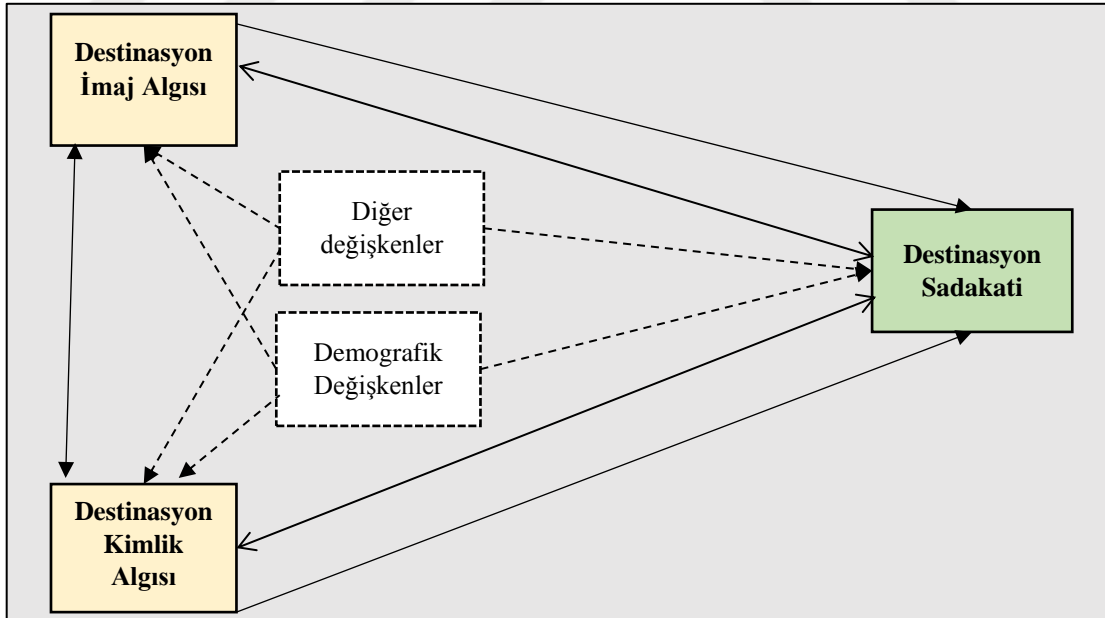 Destinasyon
İmaj Algısı
Diğer
değişkenler
Destinasyon
Sadakati
Demografik
Değişkenler
Destinasyon
Kimlik
Algısı